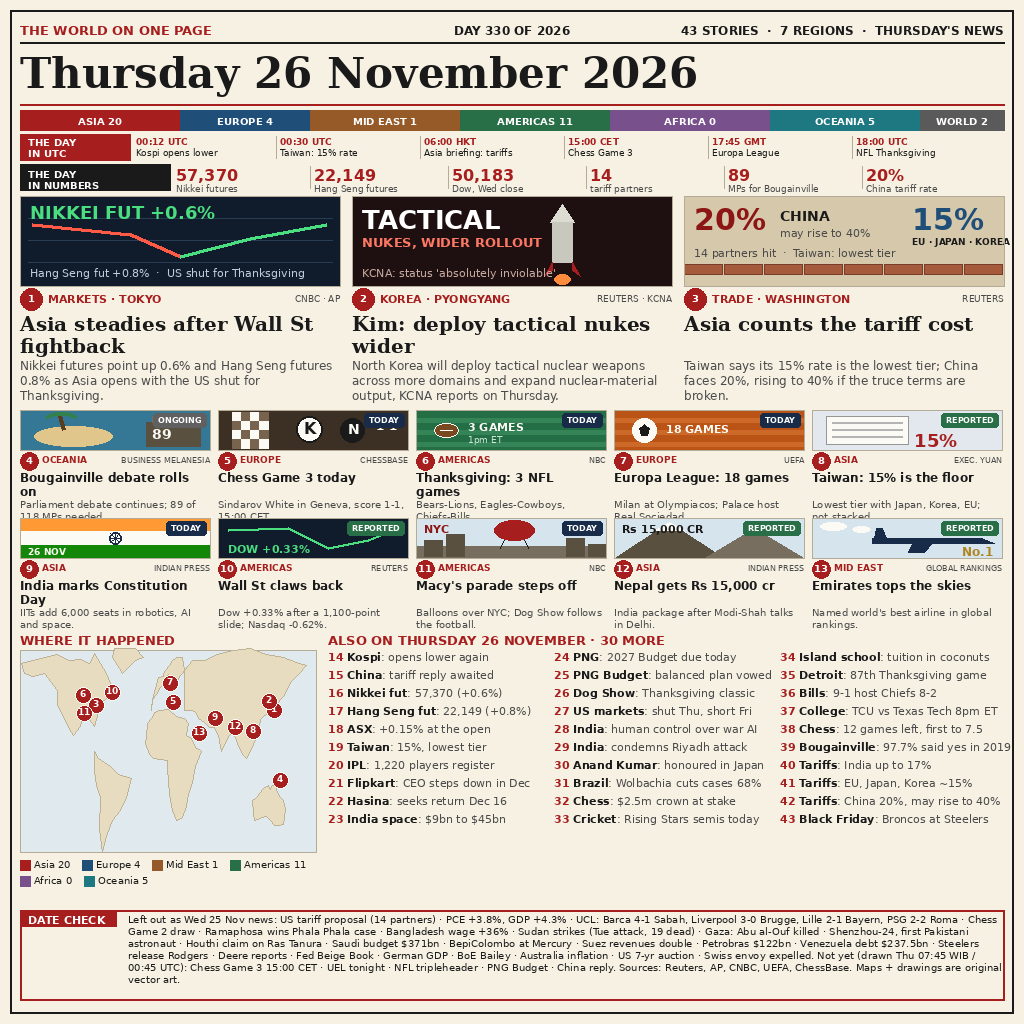 THE WORLD ON ONE PAGE
DAY 330 OF 2026
43 STORIES · 7 REGIONS · THURSDAY'S NEWS
Thursday 26 November 2026
ASIA 20
EUROPE 4
MID EAST 1
AMERICAS 11
AFRICA 0
OCEANIA 5
WORLD 2
THE DAY
IN UTC
00:12 UTC
Kospi opens lower
00:30 UTC
Taiwan: 15% rate
06:00 HKT
Asia briefing: tariffs
15:00 CET
Chess Game 3
17:45 GMT
Europa League
18:00 UTC
NFL Thanksgiving
THE DAY
IN NUMBERS
57,370
Nikkei futures
22,149
Hang Seng futures
50,183
Dow, Wed close
14
tariff partners
89
MPs for Bougainville
20%
China tariff rate
NIKKEI FUT +0.6%
Hang Seng fut +0.8% · US shut for Thanksgiving
TACTICAL
NUKES, WIDER ROLLOUT
KCNA: status 'absolutely inviolable'
20%
CHINA
may rise to 40%
15%
EU · JAPAN · KOREA
14 partners hit · Taiwan: lowest tier
1 MARKETS · TOKYO
CNBC · AP
Asia steadies after Wall St
fightback
Nikkei futures point up 0.6% and Hang Seng futures
0.8% as Asia opens with the US shut for
Thanksgiving.
2 KOREA · PYONGYANG
REUTERS · KCNA
Kim: deploy tactical nukes
wider
North Korea will deploy tactical nuclear weapons
across more domains and expand nuclear-material
output, KCNA reports on Thursday.
3 TRADE · WASHINGTON
REUTERS
Asia counts the tariff cost
Taiwan says its 15% rate is the lowest tier; China
faces 20%, rising to 40% if the truce terms are
broken.
ONGOING
89
4 OCEANIA
BUSINESS MELANESIA
Bougainville debate rolls
on
Parliament debate continues; 89 of
118 MPs needed.
K
N
TODAY
5 EUROPE
CHESSBASE
Chess Game 3 today
Sindarov White in Geneva, score 1-1,
15:00 CET.
3 GAMES
1pm ET
TODAY
6 AMERICAS
NBC
Thanksgiving: 3 NFL
games
Bears-Lions, Eagles-Cowboys,
Chiefs-Bills.
18 GAMES
TODAY
7 EUROPE
UEFA
Europa League: 18 games
Milan at Olympiacos; Palace host
Real Sociedad.
REPORTED
15%
8 ASIA
EXEC. YUAN
Taiwan: 15% is the floor
Lowest tier with Japan, Korea, EU;
not stacked.
TODAY
26 NOV
9 ASIA
INDIAN PRESS
India marks Constitution
Day
IITs add 6,000 seats in robotics, AI
and space.
REPORTED
DOW +0.33%
10 AMERICAS
REUTERS
Wall St claws back
Dow +0.33% after a 1,100-point
slide; Nasdaq -0.62%.
NYC
TODAY
11 AMERICAS
NBC
Macy's parade steps off
Balloons over NYC; Dog Show follows
the football.
Rs 15,000 CR
REPORTED
12 ASIA
INDIAN PRESS
Nepal gets Rs 15,000 cr
India package after Modi-Shah talks
in Delhi.
REPORTED
No.1
13 MID EAST
GLOBAL RANKINGS
Emirates tops the skies
Named world's best airline in global
rankings.
WHERE IT HAPPENED
6
10
3
11
7
5
9
13
12
8
2
1
4
Asia 20
Europe 4
Mid East 1
Americas 11
Africa 0
Oceania 5
ALSO ON THURSDAY 26 NOVEMBER · 30 MORE
14 Kospi: opens lower again
15 China: tariff reply awaited
16 Nikkei fut: 57,370 (+0.6%)
17 Hang Seng fut: 22,149 (+0.8%)
18 ASX: +0.15% at the open
19 Taiwan: 15%, lowest tier
20 IPL: 1,220 players register
21 Flipkart: CEO steps down in Dec
22 Hasina: seeks return Dec 16
23 India space: $9bn to $45bn
24 PNG: 2027 Budget due today
25 PNG Budget: balanced plan vowed
26 Dog Show: Thanksgiving classic
27 US markets: shut Thu, short Fri
28 India: human control over war AI
29 India: condemns Riyadh attack
30 Anand Kumar: honoured in Japan
31 Brazil: Wolbachia cuts cases 68%
32 Chess: $2.5m crown at stake
33 Cricket: Rising Stars semis today
34 Island school: tuition in coconuts
35 Detroit: 87th Thanksgiving game
36 Bills: 9-1 host Chiefs 8-2
37 College: TCU vs Texas Tech 8pm ET
38 Chess: 12 games left, first to 7.5
39 Bougainville: 97.7% said yes in 2019
40 Tariffs: India up to 17%
41 Tariffs: EU, Japan, Korea ~15%
42 Tariffs: China 20%, may rise to 40%
43 Black Friday: Broncos at Steelers
DATE CHECK
Left out as Wed 25 Nov news: US tariff proposal (14 partners) · PCE +3.8%, GDP +4.3% · UCL: Barca 4-1 Sabah, Liverpool 3-0 Brugge, Lille 2-1 Bayern, PSG 2-2 Roma · Chess
Game 2 draw · Ramaphosa wins Phala Phala case · Bangladesh wage +36% · Sudan strikes (Tue attack, 19 dead) · Gaza: Abu al-Ouf killed · Shenzhou-24, first Pakistani
astronaut · Houthi claim on Ras Tanura · Saudi budget $371bn · BepiColombo at Mercury · Suez revenues double · Petrobras $122bn · Venezuela debt $237.5bn · Steelers
release Rodgers · Deere reports · Fed Beige Book · German GDP · BoE Bailey · Australia inflation · US 7-yr auction · Swiss envoy expelled. Not yet (drawn Thu 07:45 WIB /
00:45 UTC): Chess Game 3 15:00 CET · UEL tonight · NFL tripleheader · PNG Budget · China reply. Sources: Reuters, AP, CNBC, UEFA, ChessBase. Maps + drawings are original
vector art.